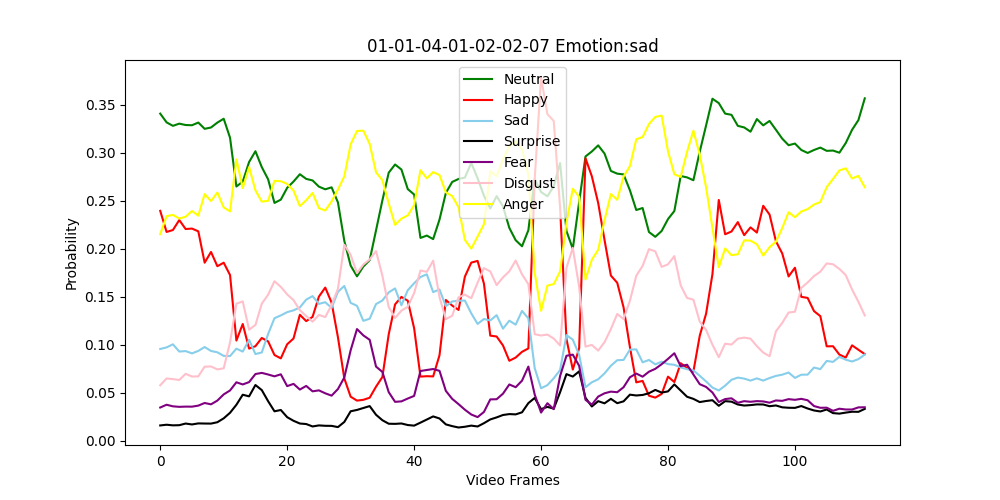 01-01-04-01-02-02-07 Emotion:sad
Neutral
Happy
Sad
Surprise
Fear
Disgust
Anger
0.35
0.30
0.25
0.20
0.15
0.10
0.05
0.00
Probability
0 20 40 60 80 100
Video Frames